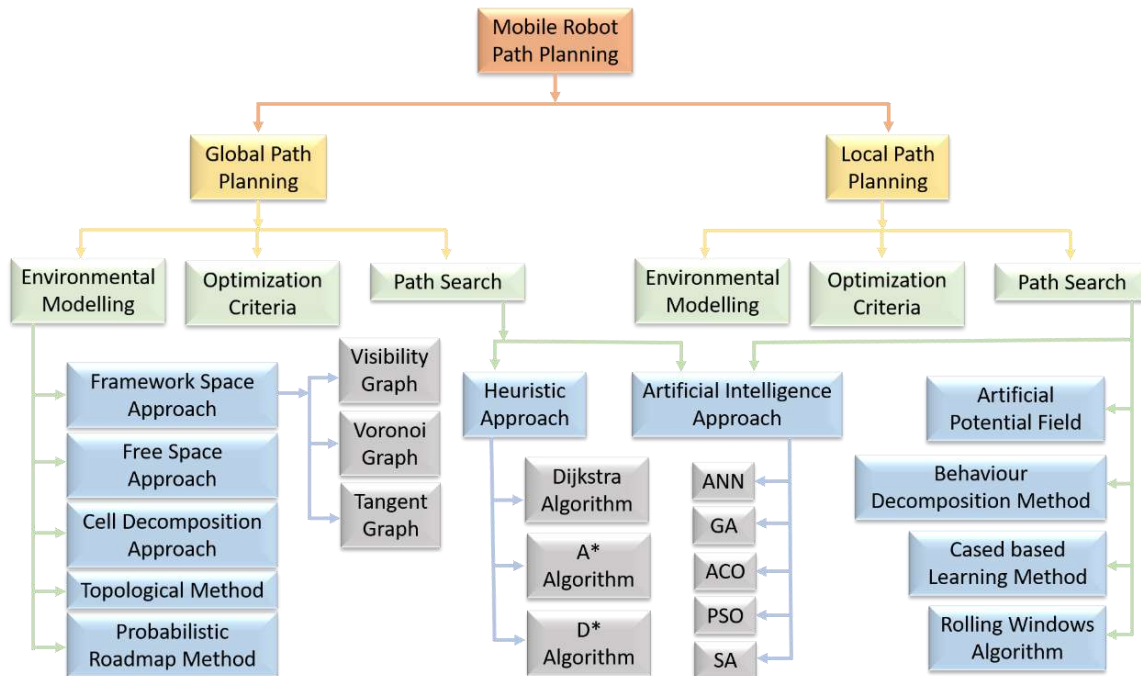 Mobile Robot
Path Planning
Global Path
Planning
Local Path
Planning
Environmental
Modelling
Optimization
Criteria
Path Search
Environmental
Modelling
Optimization
Criteria
Path Search
Framework Space
Approach
Free Space
Approach
Cell Decomposition
Approach
Topological Method
Probabilistic
Roadmap Method
Visibility
Graph
Voronoi
Graph
Tangent
Graph
Heuristic
Approach
Dijkstra
Algorithm
A*
Algorithm
D*
Algorithm
Artificial Intelligence
Approach
ANN
GA
ACO
PSO
SA
Artificial
Potential Field
Behaviour
Decomposition Method
Cased based
Learning Method
Rolling Windows
Algorithm